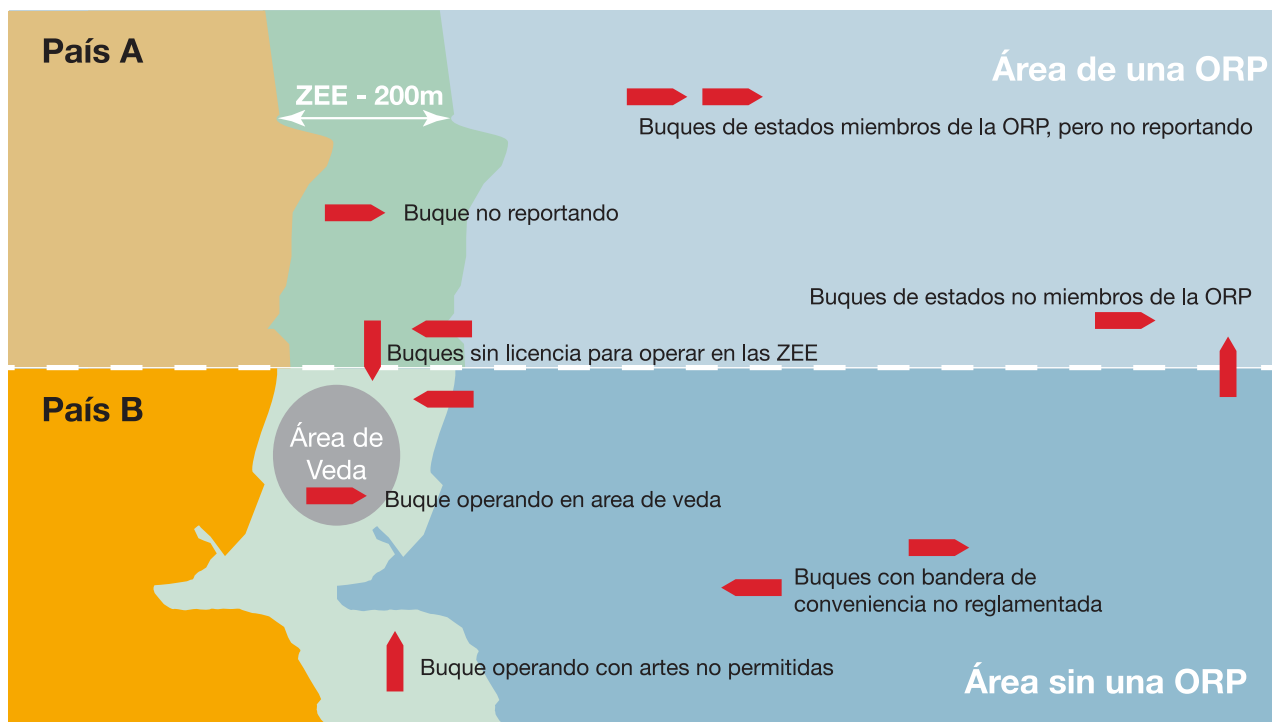 País A
Área de una ORP
ZEE - 200m
Buques de estados miembros de la ORP, pero no reportando
Buque no reportando
Buques de estados no miembros de la ORP
Buques sin licencia para operar en las ZEE
País B
Área de
Veda
Buque operando en area de veda
Buques con bandera de
conveniencia no reglamentada
Buque operando con artes no permitidas
Área sin una ORP